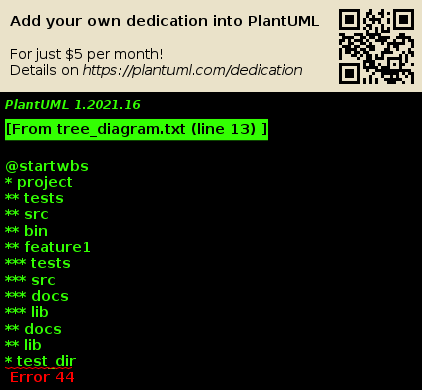 Add your own dedication into PlantUML
For just $5 per month!
Details on https://plantuml.com/dedication
PlantUML 1.2021.16
[From tree_diagram.txt (line 13) ]
@startwbs
* project
** tests
** src
** bin
** feature1
*** tests
*** src
*** docs
*** lib
** docs
** lib
* test_dir
Error 44